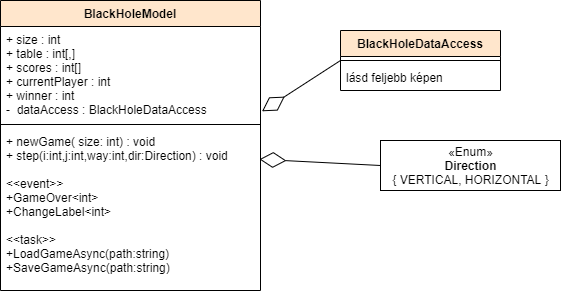 BlackHoleModel
+ size : int
+ table : int[,]
+ scores : int[]
+ currentPlayer : int
+ winner : int
- dataAccess : BlackHoleDataAccess
+ newGame( size: int) : void
+ step(i:int,j:int,way:int,dir:Direction) : void
<<event>>
+GameOver<int>
+ChangeLabel<int>
<<task>>
+LoadGameAsync(path:string)
+SaveGameAsync(path:string)
BlackHoleDataAccess
lásd feljebb képen
«Enum»
Direction
{ VERTICAL, HORIZONTAL }